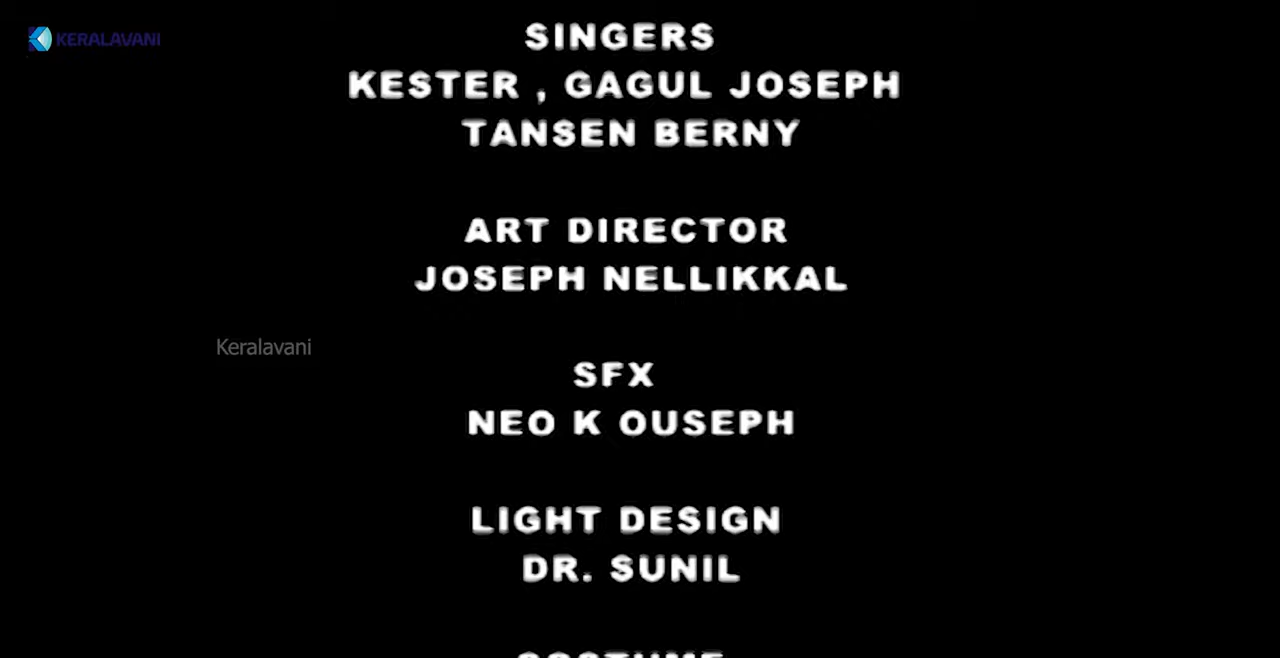 KERALAVANI
SINGERS
KESTER , GAGUL JOSEPH
TANSEN BERNY
ART DIRECTOR
JOSEPH NELLIKKAL
Keralavani
SFX
NEO K OUSEPH
LIGHT DESIGN
DR. SUNIL
COSTUME